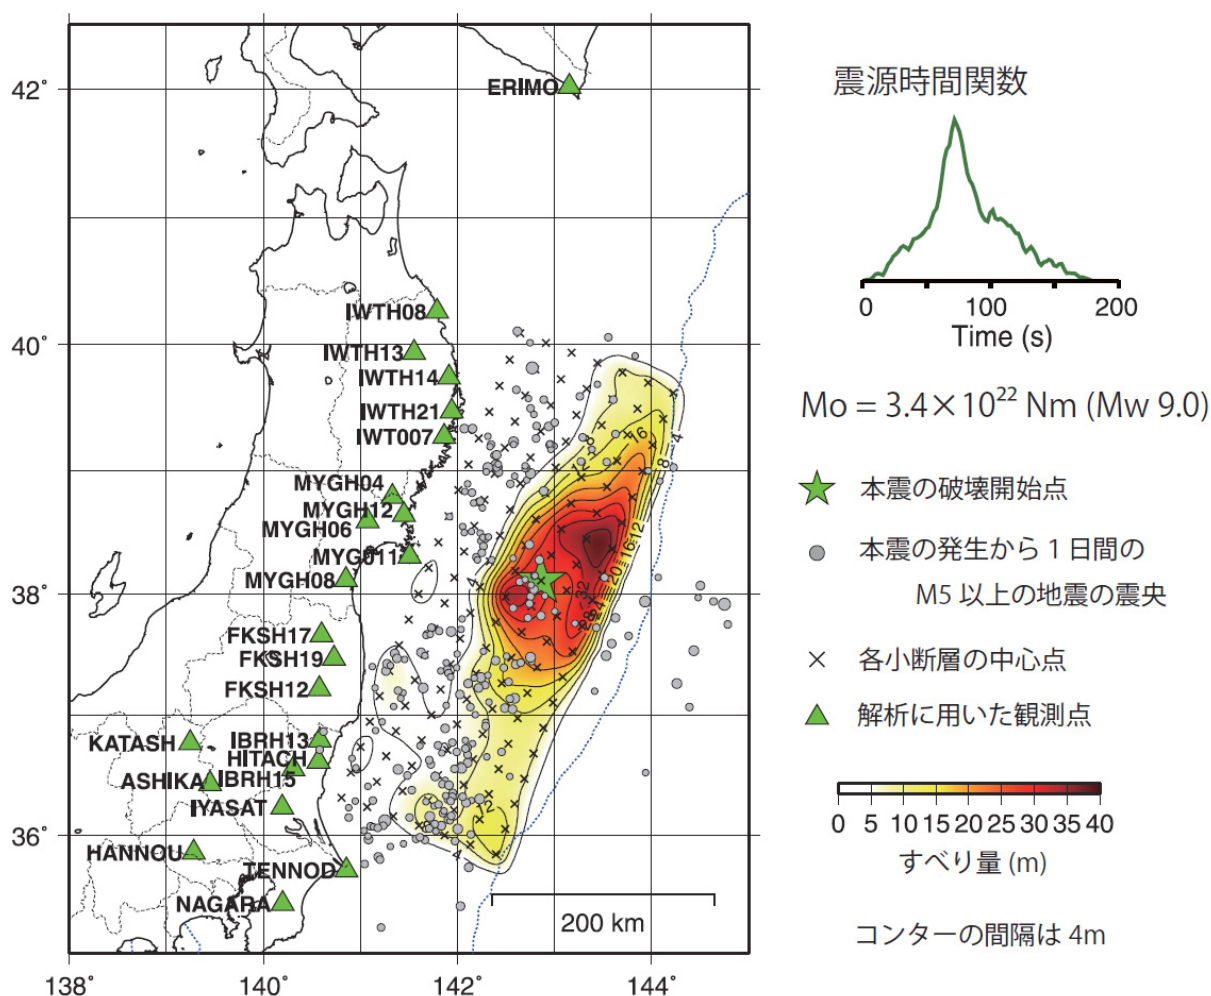 42°
40°
38°
36°
138°
140°
142°
144°
ERIMO
IWTH08
IWTH13
IWTH14
IWTH21
IWT007
MYGH04
MYGH12
MYGH06
MYG011
MYGH08
FKSH17
FKSH19
FKSH12
KATASH
IBRH13
HITACH
ASHIKA
IBRH15
IYASAT
HANNOU
TENNOD
NAGARA
200 km
震源時間関数
0 100 200
Time (s)
Mo = 3.4×10²² Nm (Mw 9.0)
本震の破壊開始点
本震の発生から 1 日間の
M5 以上の地震の震央
各小断層の中心点
解析に用いた観測点
0 5 10 15 20 25 30 35 40
すべり量 (m)
コンターの間隔は 4m